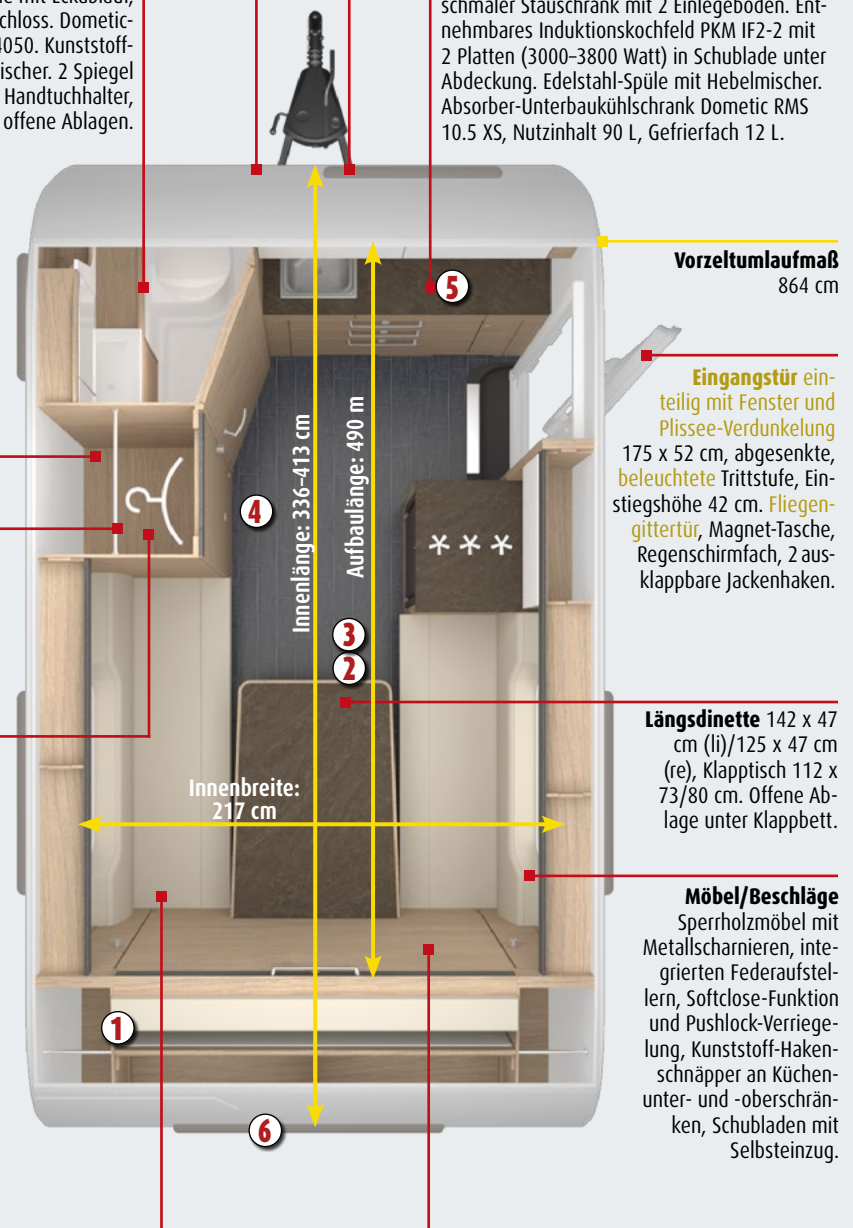 mit Eckablauf,
schloss. Dometic-
4050. Kunststoff-
ischer. 2 Spiegel
Handtuchhalter,
offene Ablagen.
schmaler Stauschrank mit 2 Einlegeböden. Ent-
nehmbares Induktionskochfeld PKM IF2-2 mit
2 Platten (3000–3800 Watt) in Schublade unter
Abdeckung. Edelstahl-Spüle mit Hebelmischer.
Absorber-Unterbaukühlschrank Dometic RMS
10.5 XS, Nutzinhalt 90 L, Gefrierfach 12 L.
Vorzeltumlaufmaß
864 cm
Eingangstür ein-
teilig mit Fenster und
Plissee-Verdunkelung
175 x 52 cm, abgesenkte,
beleuchtete Trittstufe, Ein-
stiegshöhe 42 cm. Fliegen-
gittertür, Magnet-Tasche,
Regenschirmfach, 2 aus-
klappbare Jackenhaken.
5
Innenlänge: 336–413 cm
Aufbaulänge: 490 m
4
3
2
Längsdinette 142 x 47
cm (li)/125 x 47 cm
(re), Klapptisch 112 x
73/80 cm. Offene Ab-
lage unter Klappbett.
Innenbreite:
217 cm
Möbel/Beschläge
Sperrholzmöbel mit
Metallscharnieren, inte-
grierten Federaufstel-
lern, Softclose-Funktion
und Pushlock-Verriege-
lung, Kunststoff-Haken-
schnäpper an Küchen-
unter- und -oberschrän-
ken, Schubladen mit
Selbsteinzug.
1
6